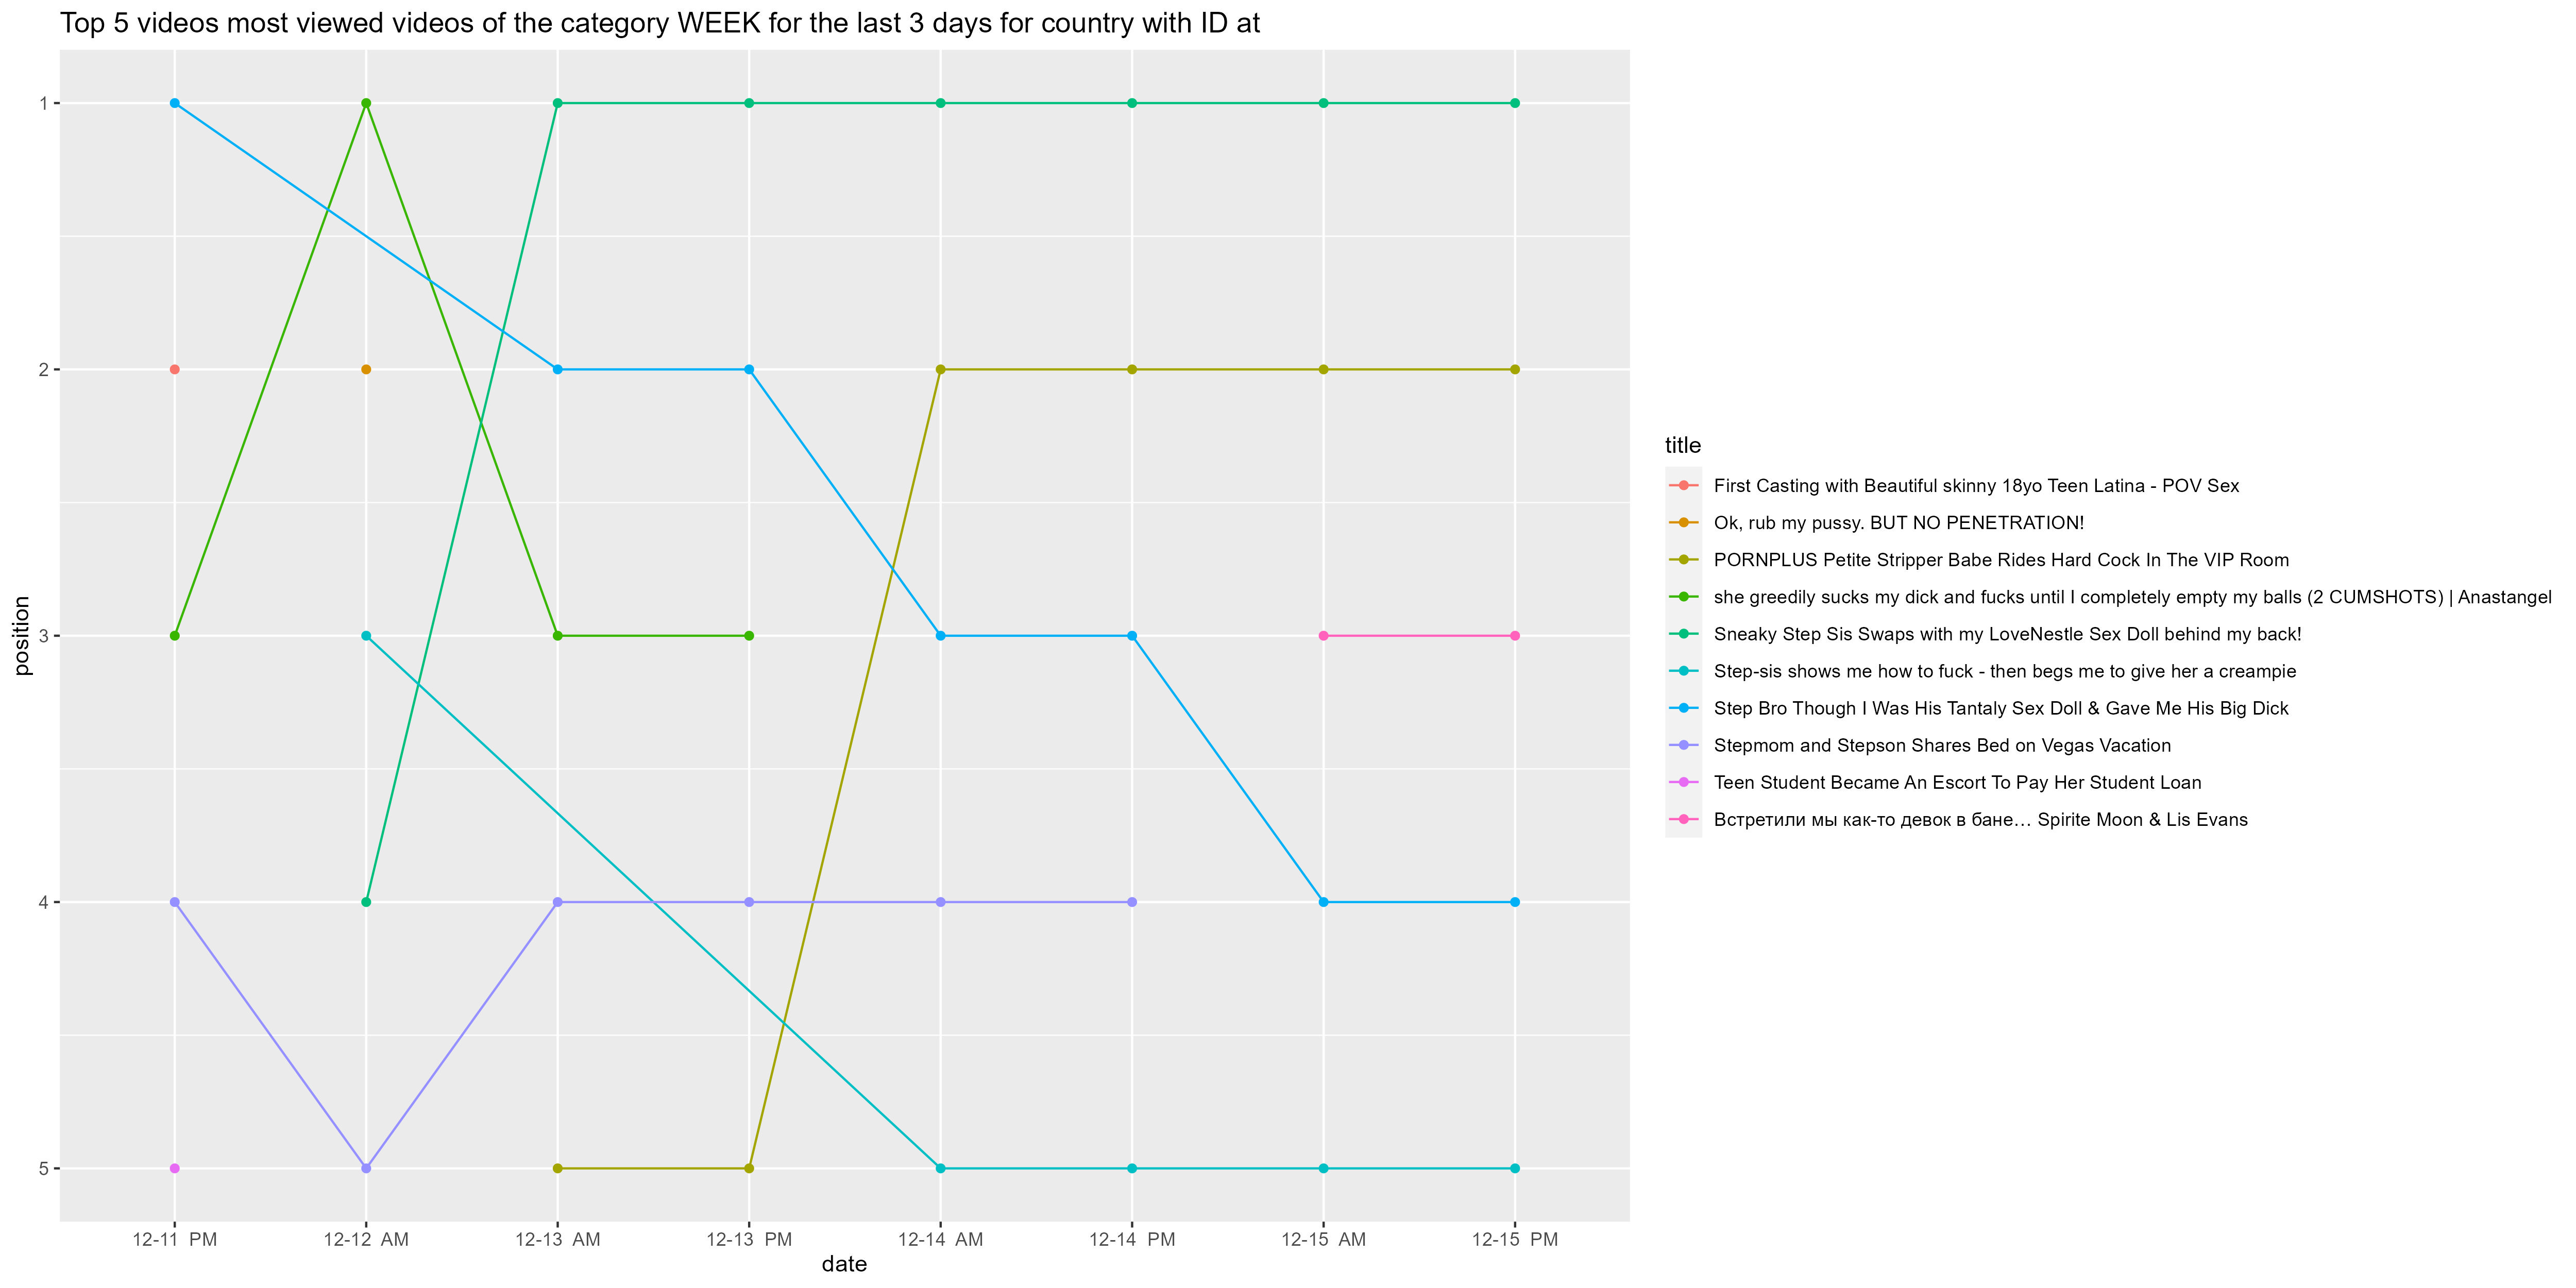 Top 5 videos most viewed videos of the category WEEK for the last 3 days for country with ID at
position
1
2
3
4
5
12-11 PM
12-12 AM
12-13 AM
12-13 PM
12-14 AM
12-14 PM
12-15 AM
12-15 PM
date
title
First Casting with Beautiful skinny 18yo Teen Latina - POV Sex
Ok, rub my pussy. BUT NO PENETRATION!
PORNPLUS Petite Stripper Babe Rides Hard Cock In The VIP Room
she greedily sucks my dick and fucks until I completely empty my balls (2 CUMSHOTS) | Anastangel
Sneaky Step Sis Swaps with my LoveNestle Sex Doll behind my back!
Step-sis shows me how to fuck - then begs me to give her a creampie
Step Bro Though I Was His Tantaly Sex Doll & Gave Me His Big Dick
Stepmom and Stepson Shares Bed on Vegas Vacation
Teen Student Became An Escort To Pay Her Student Loan
Встретили мы как-то девок в бане… Spirite Moon & Lis Evans